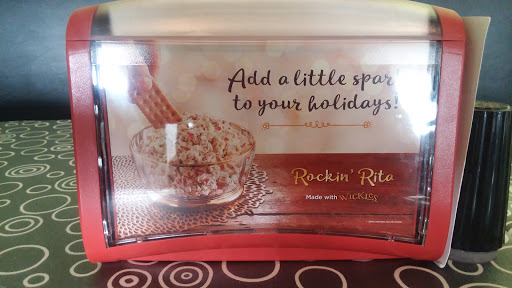 Add a little spar
to your holidays!
Rockin' Rita
Made with WICKLES